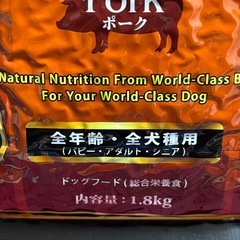 Pork
ポーク
Natural Nutrition From World-Class B
For Your World-Class Dog
全年齢・全犬種用
(パピー・アダルト・シニア)
ドッグフード(総合栄養食)
内容量：1.8kg